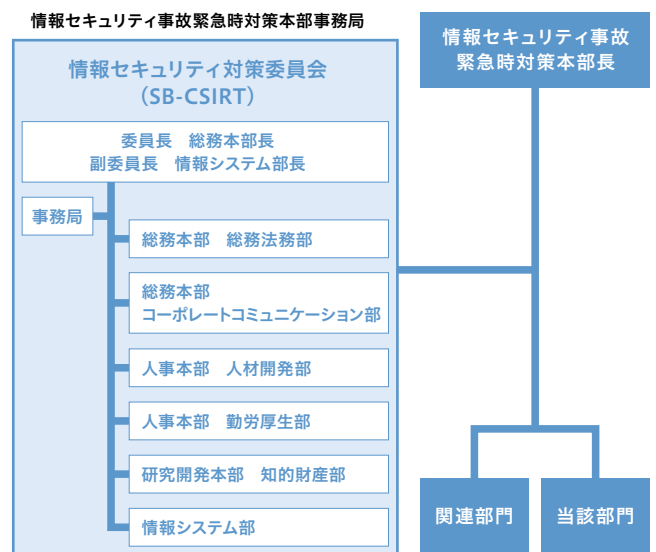 情報セキュリティ事故緊急時対策本部事務局
情報セキュリティ対策委員会
（SB-CSIRT）
委員長　総務本部長
副委員長　情報システム部長
事務局
総務本部　総務法務部
総務本部
コーポレートコミュニケーション部
人事本部　人材開発部
人事本部　勤労厚生部
研究開発本部　知的財産部
情報システム部
情報セキュリティ事故
緊急時対策本部長
関連部門
当該部門